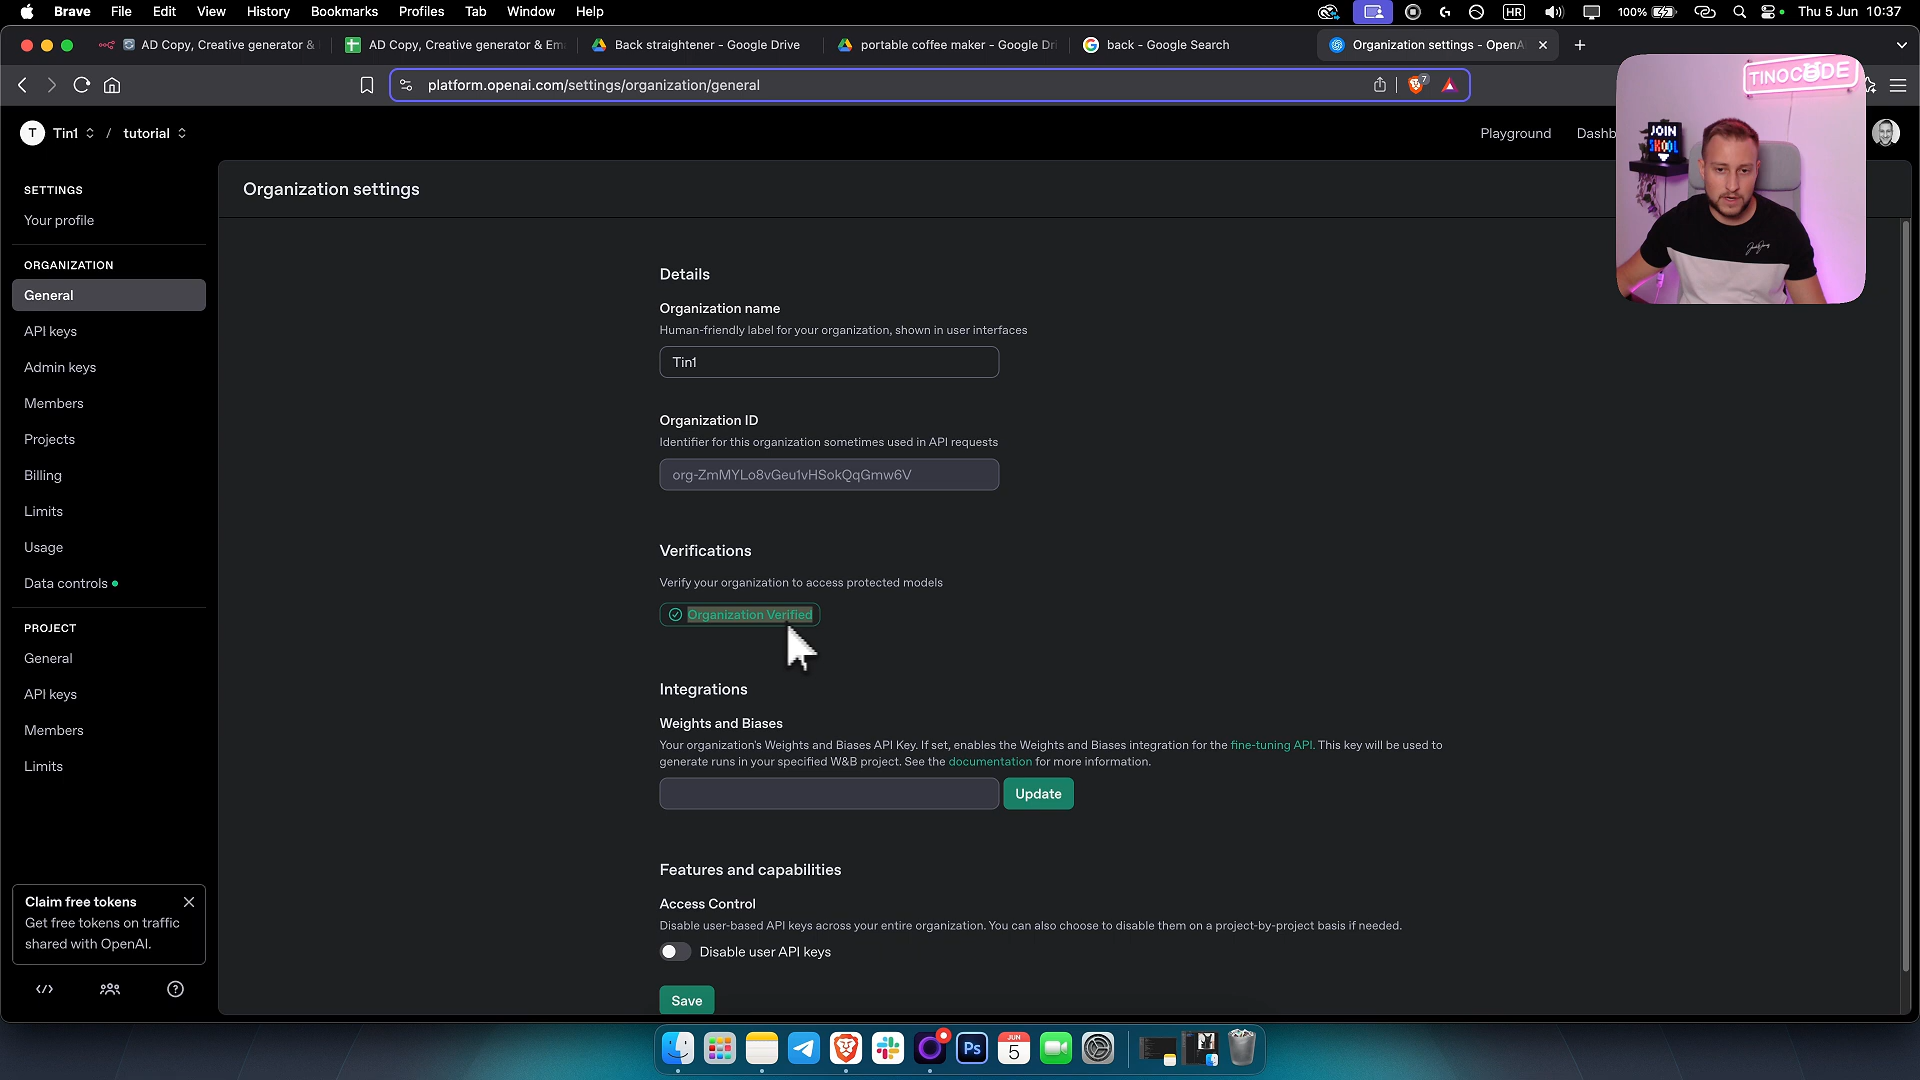 Brave File Edit View History Bookmarks Profiles Tab Window Help
HR 100% Thu 5 Jun 10:37
AD Copy, Creative generator &
AD Copy, Creative generator & Em
Back straightener - Google Drive
portable coffee maker - Google Dri
back - Google Search
Organization settings - OpenA
platform.openai.com/settings/organization/general
7
TINOCODE
JOIN
SKOOL
T Tin1 / tutorial
Playground
Dashb
SETTINGS
Your profile
ORGANIZATION
General
API keys
Admin keys
Members
Projects
Billing
Limits
Usage
Data controls
PROJECT
General
API keys
Members
Limits
Claim free tokens
Get free tokens on traffic
shared with OpenAI.
Organization settings
Details
Organization name
Human-friendly label for your organization, shown in user interfaces
Tin1
Organization ID
Identifier for this organization sometimes used in API requests
org-ZmMYLo8vGeu1vHSokQqGmw6V
Verifications
Verify your organization to access protected models
Organization Verified
Integrations
Weights and Biases
Your organization's Weights and Biases API Key. If set, enables the Weights and Biases integration for the fine-tuning API. This key will be used to
generate runs in your specified W&B project. See the documentation for more information.
Update
Features and capabilities
Access Control
Disable user-based API keys across your entire organization. You can also choose to disable them on a project-by-project basis if needed.
Disable user API keys
Save
Ps
JUN
5